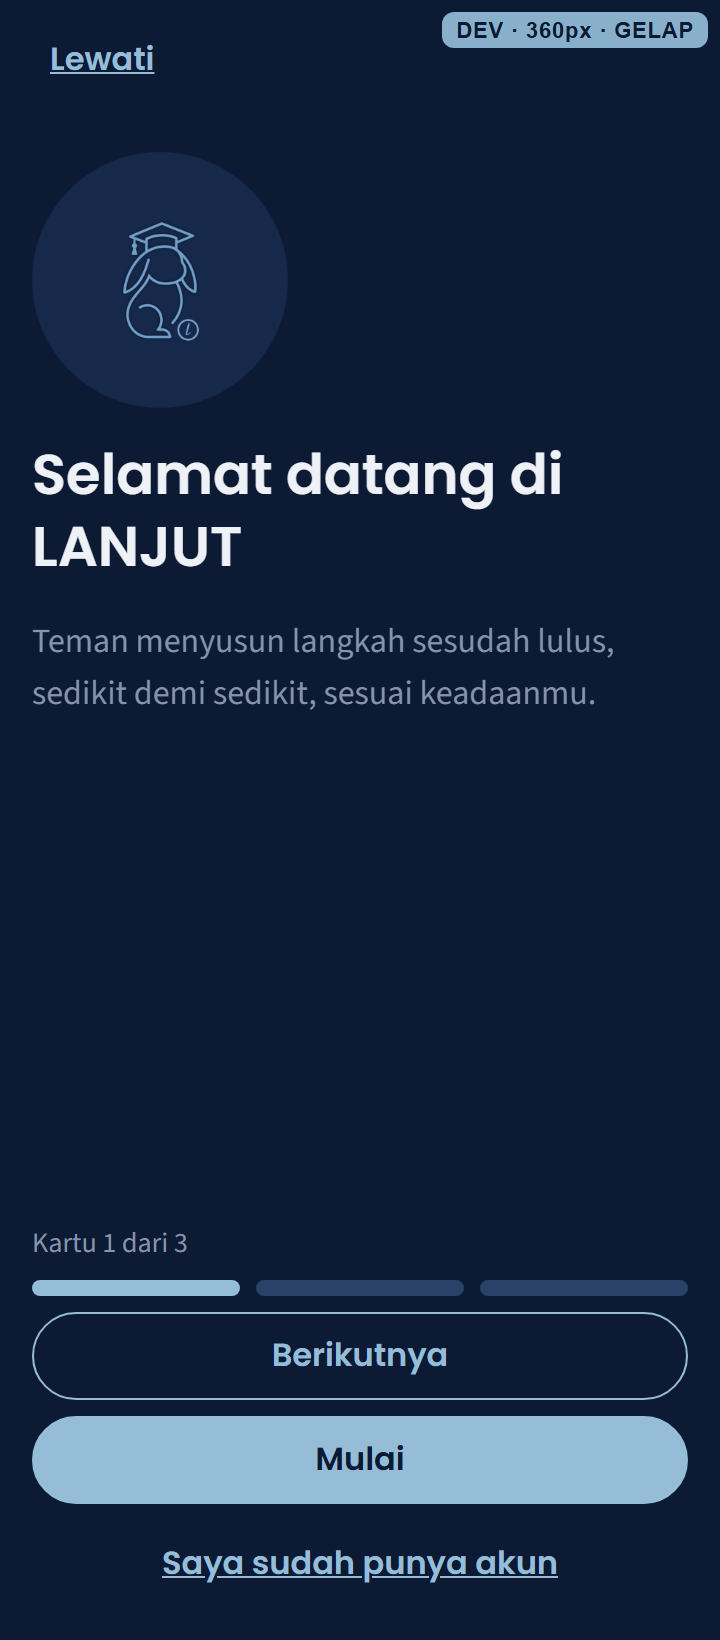 DEV · 360px · GELAP
Lewati
Selamat datang di
LANJUT
Teman menyusun langkah sesudah lulus,
sedikit demi sedikit, sesuai keadaanmu.
Kartu 1 dari 3
Berikutnya
Mulai
Saya sudah punya akun